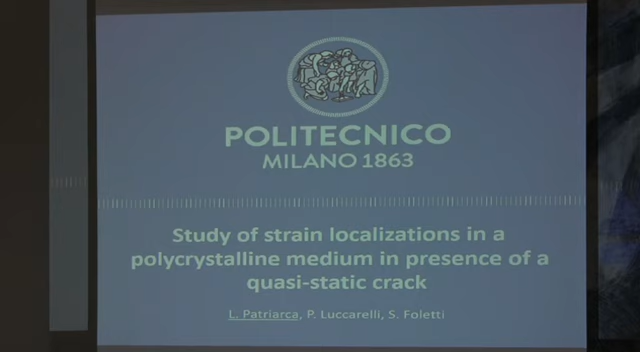 POLITECNICO
MILANO 1863
Study of strain localizations in a
polycrystalline medium in presence of a
quasi-static crack
L. Patriarca, P. Luccarelli, S. Foletti